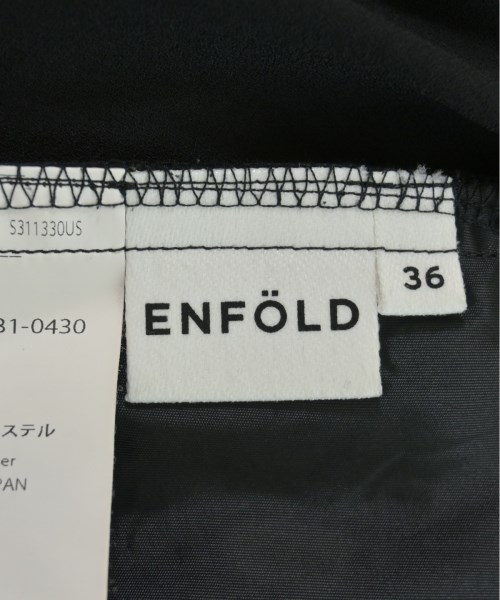 S311330US
ENFÖLD
36
31-0430
ステル
er
PAN